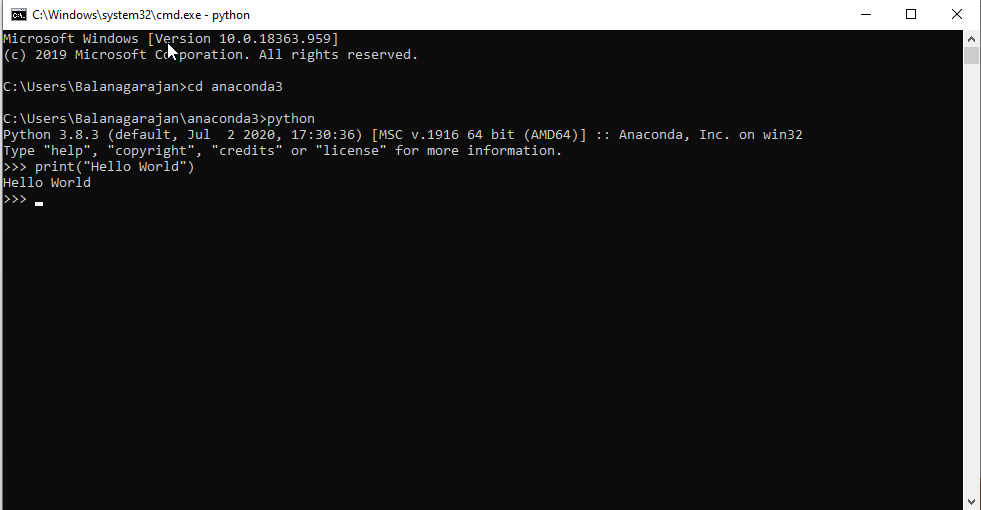 C:\Windows\system32\cmd.exe - python
Microsoft Windows [Version 10.0.18363.959]
(c) 2019 Microsoft Corporation. All rights reserved.
C:\Users\Balanagarajan>cd anaconda3
C:\Users\Balanagarajan\anaconda3>python
Python 3.8.3 (default, Jul  2 2020, 17:30:36) [MSC v.1916 64 bit (AMD64)] :: Anaconda, Inc. on win32
Type "help", "copyright", "credits" or "license" for more information.
>>> print("Hello World")
Hello World
>>>